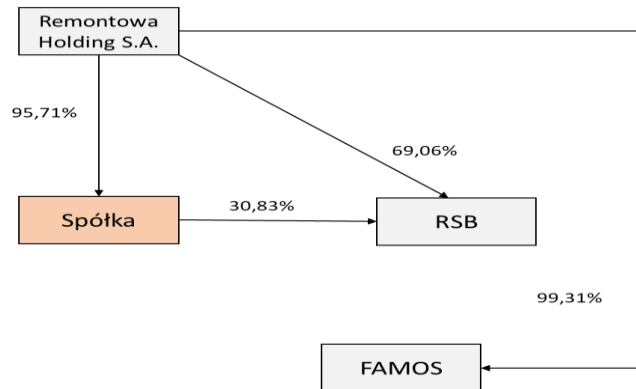 Remontowa
Holding S.A.
95,71%
69,06%
Spółka
30,83%
RSB
99,31%
FAMOS